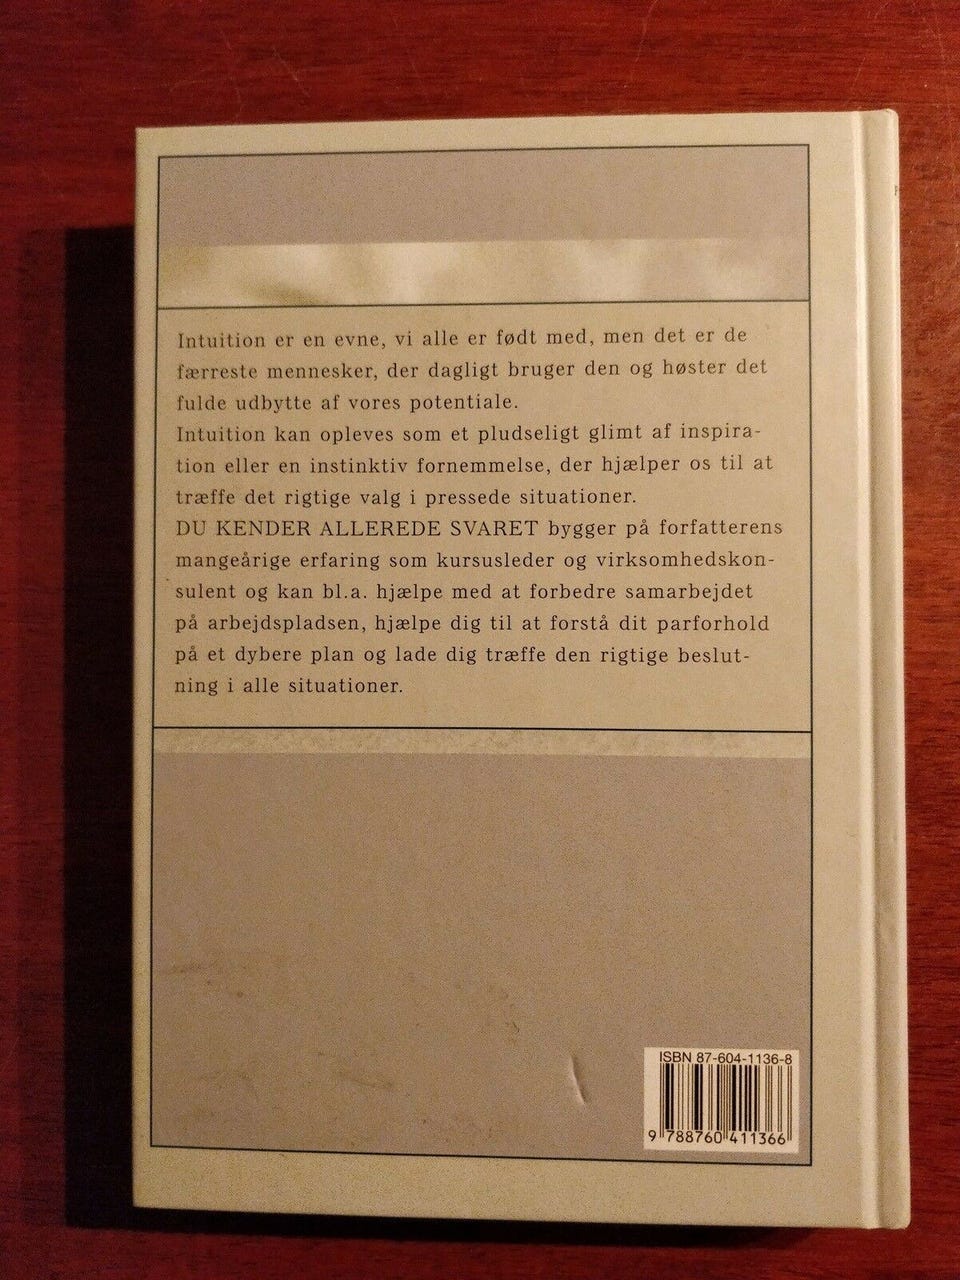 Intuition er en evne, vi alle er født med, men det er de
færreste mennesker, der dagligt bruger den og høster det
fulde udbytte af vores potentiale.
Intuition kan opleves som et pludseligt glimt af inspira-
tion eller en instinktiv fornemmelse, der hjælper os til at
træffe det rigtige valg i pressede situationer.
DU KENDER ALLEREDE SVARET bygger på forfatterens
mangeårige erfaring som kursusleder og virksomhedskon-
sulent og kan bl.a. hjælpe med at forbedre samarbejdet
på arbejdspladsen, hjælpe dig til at forstå dit parforhold
på et dybere plan og lade dig træffe den rigtige beslut-
ning i alle situationer.
ISBN 87-604-1136-8
9 788760 411366